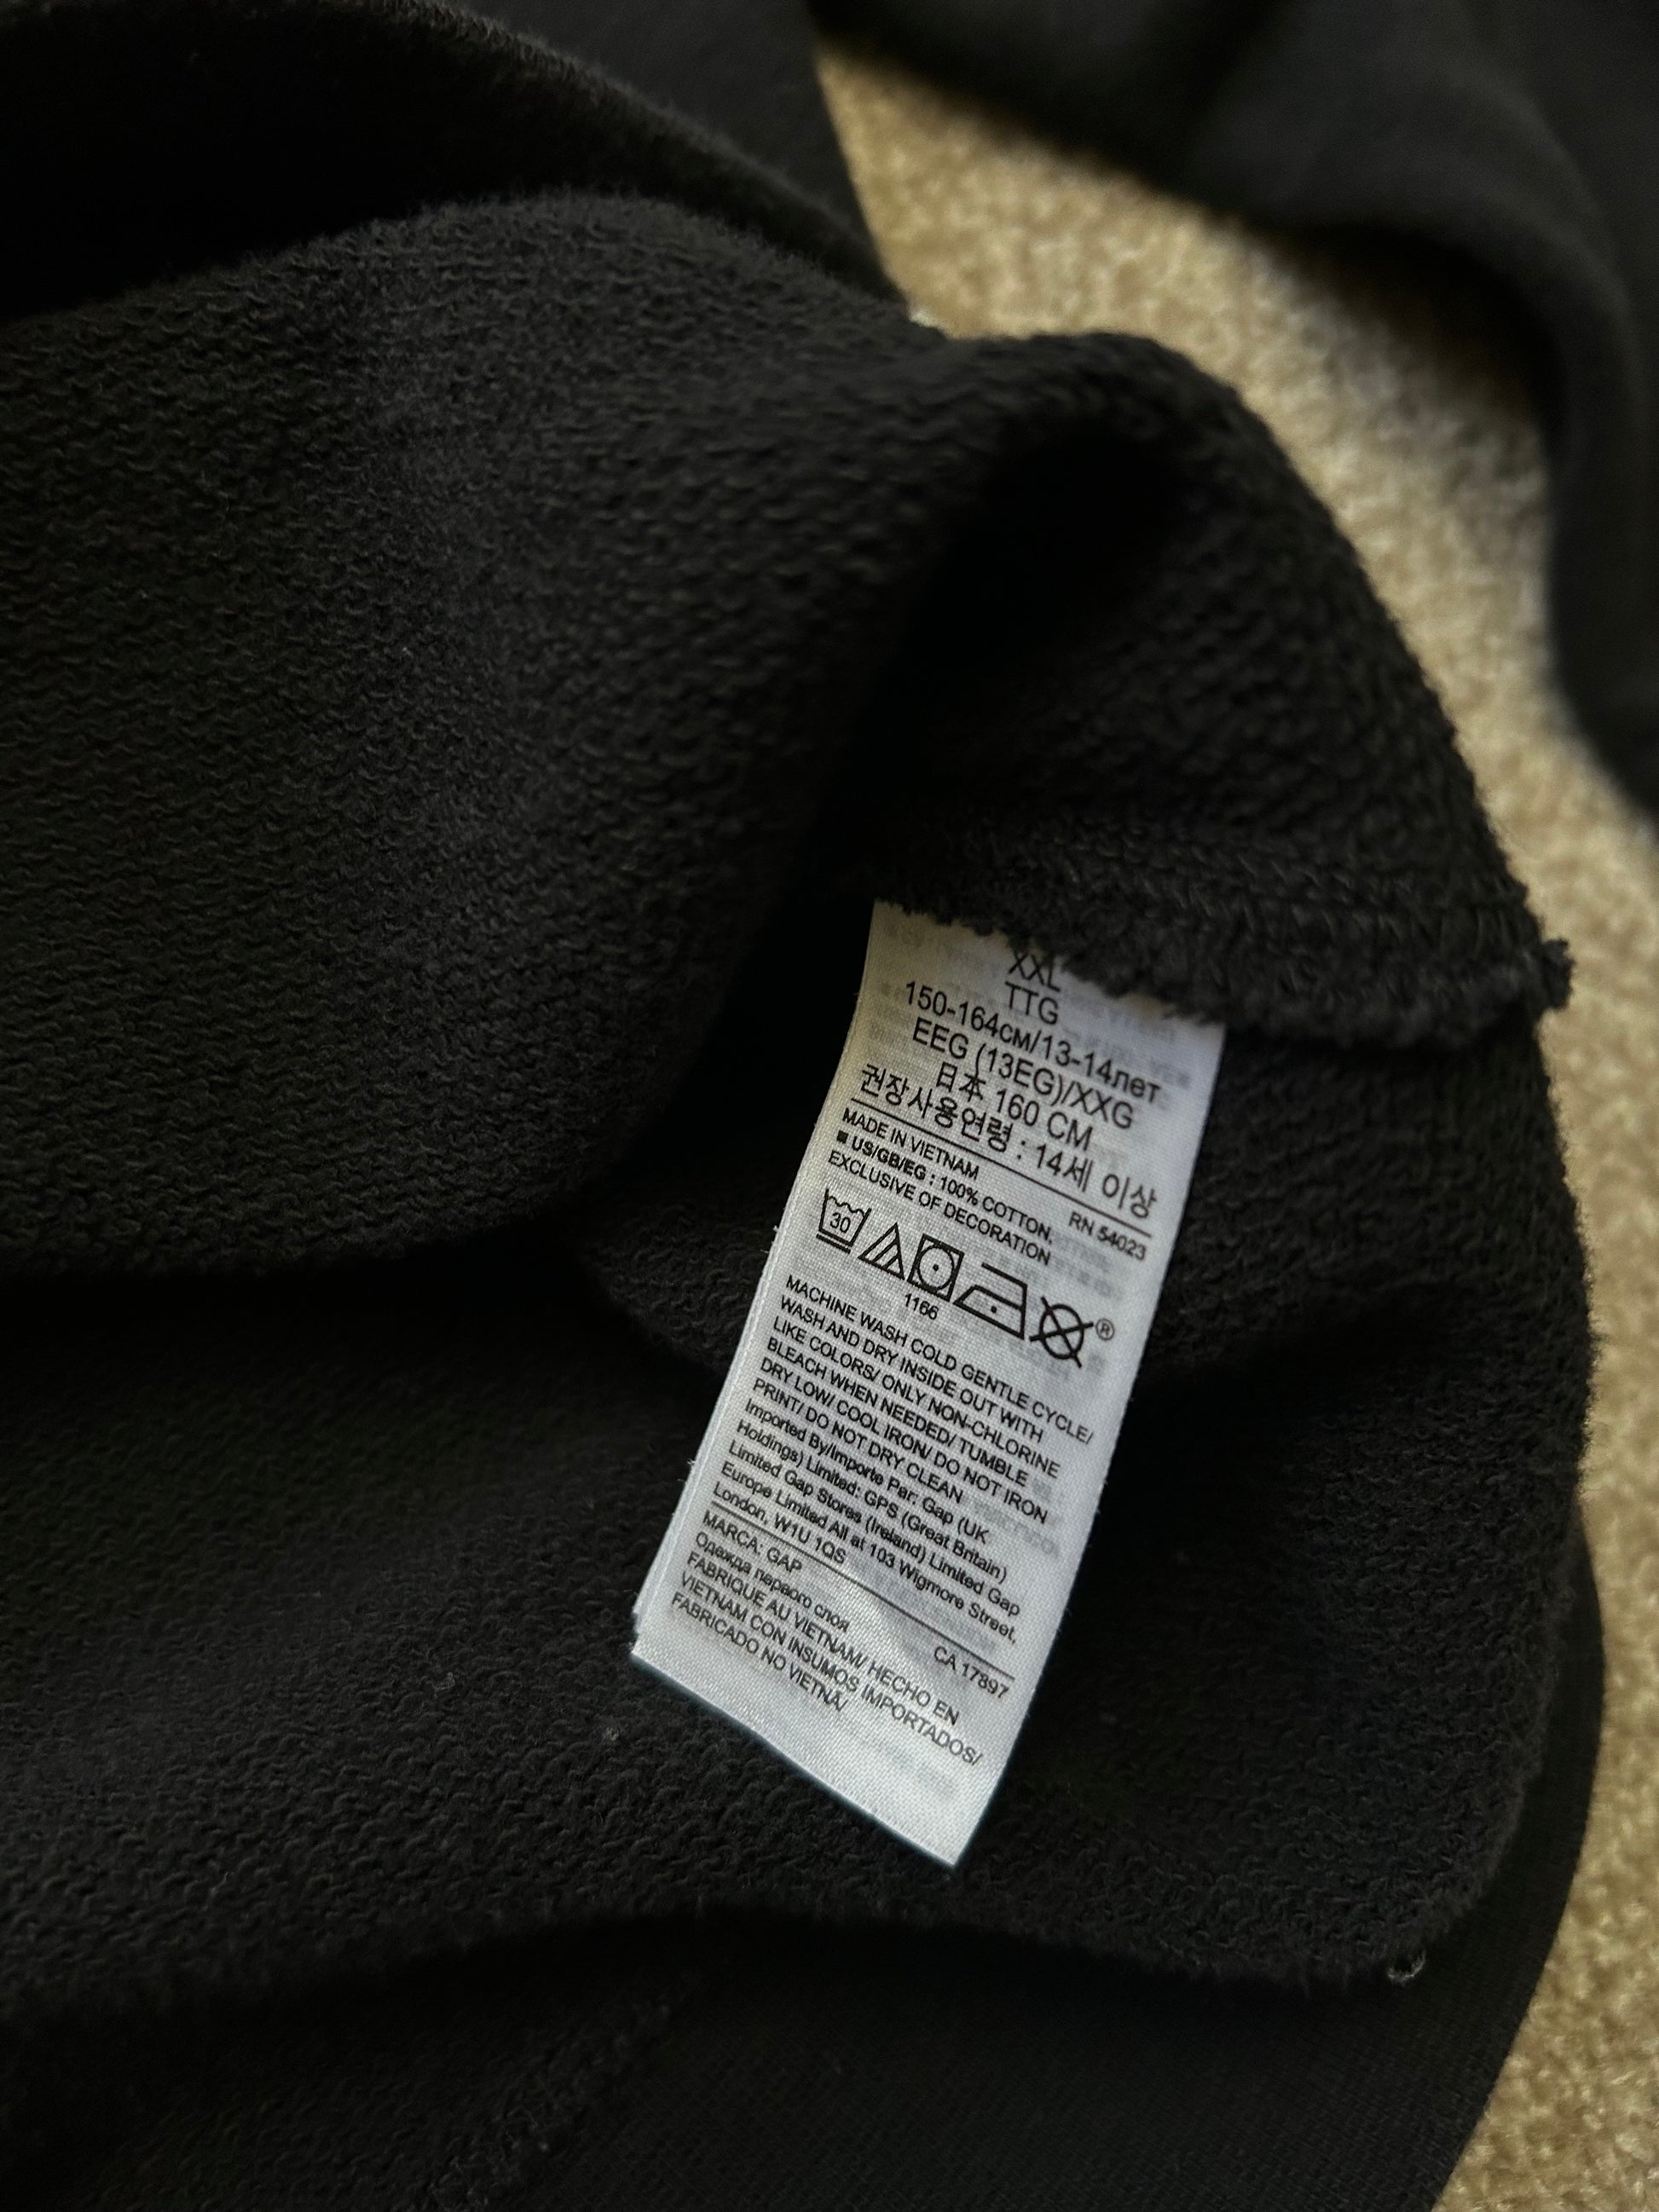 XXL
TTG
150-164см/13-14лет
EEG (13EG)/XXG
日本 160 CM
권장사용연령 : 14세 이상
MADE IN VIETNAM RN 54023
■ US/GB/EG : 100% COTTON,
EXCLUSIVE OF DECORATION
30
1166
®
MACHINE WASH COLD GENTLE CYCLE/
WASH AND DRY INSIDE OUT WITH
LIKE COLORS/ ONLY NON-CHLORINE
BLEACH WHEN NEEDED/ TUMBLE
DRY LOW/ COOL IRON/ DO NOT IRON
PRINT/ DO NOT DRY CLEAN
Imported By/Importe Par: Gap (UK
Holdings) Limited: GPS (Great Britain)
Limited Gap Stores (Ireland) Limited Gap
Europe Limited All at 103 Wigmore Street,
London, W1U 1QS
MARCA: GAP CA 17897
Одежда первого слоя
FABRIQUE AU VIETNAM/ HECHO EN
VIETNAM CON INSUMOS IMPORTADOS/
FABRICADO NO VIETNÃ/